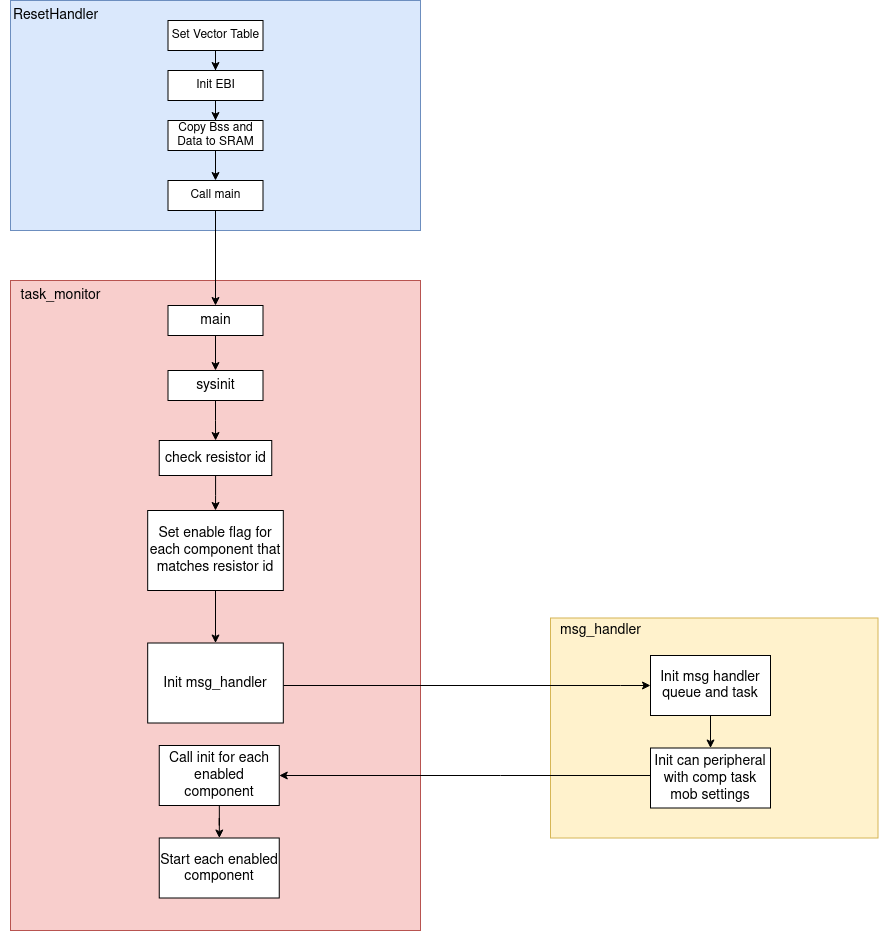 ResetHandler
Set Vector Table
Init EBI
Copy Bss and
Data to SRAM
Call main
task_monitor
main
sysinit
check resistor id
Set enable flag for
each component that
matches resistor id
Init msg_handler
msg_handler
Init msg handler
queue and task
Init can peripheral
with comp task
mob settings
Call init for each
enabled
component
Start each enabled
component